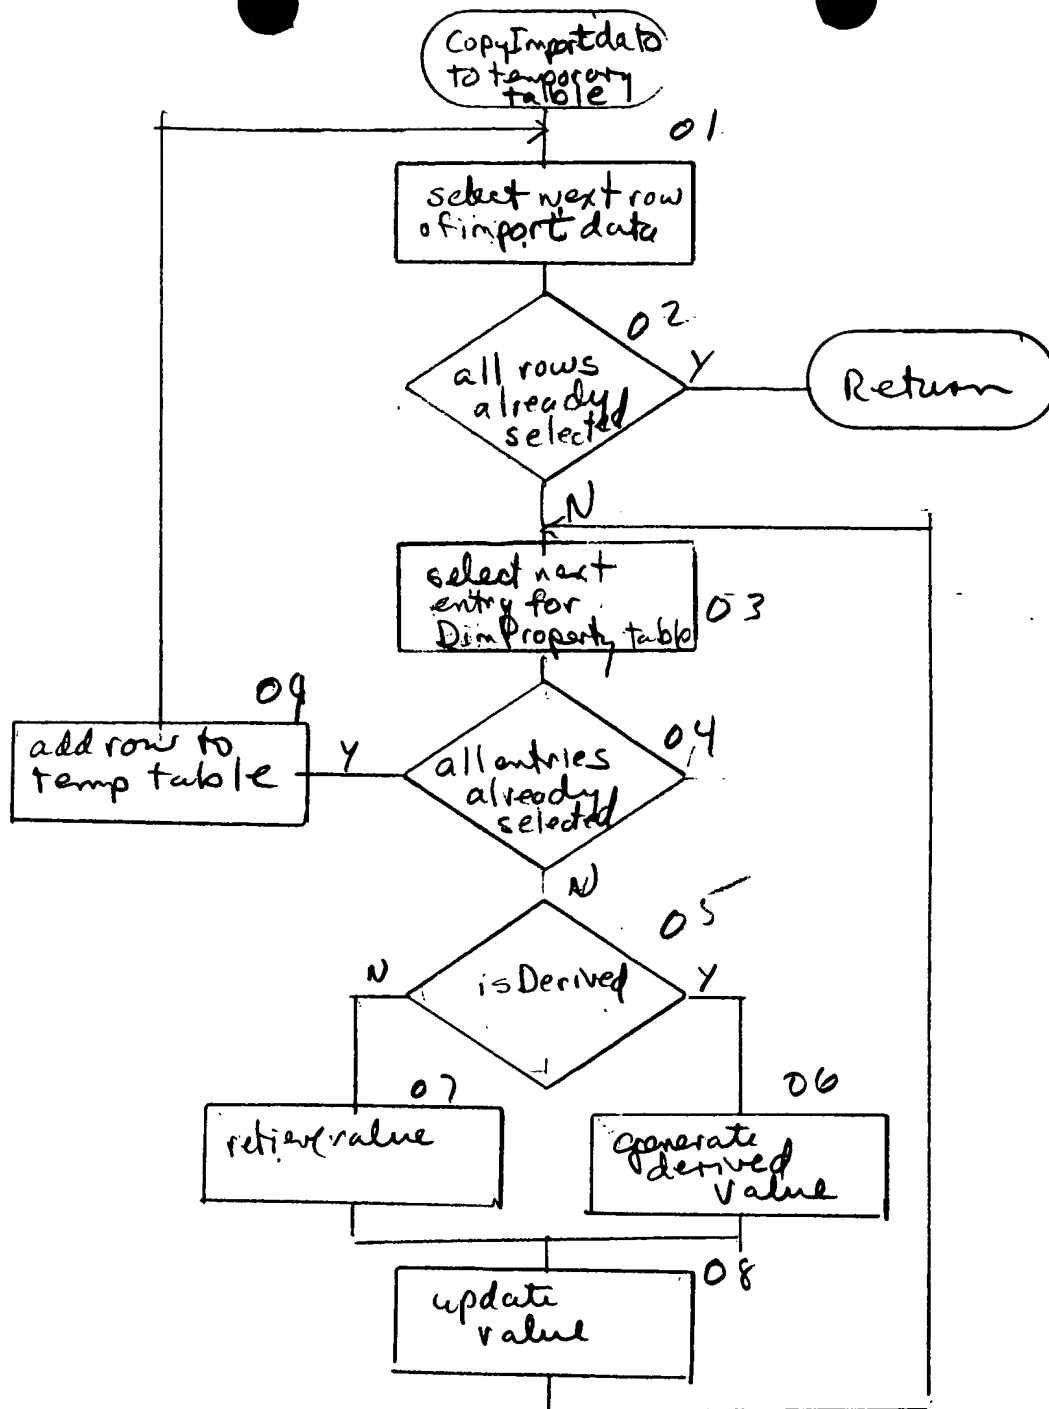 CopyImportdata
to temporary
table
01
select next row
of import data
02
all rows
already
selected
Y
Return
N
select next
entry for
DimProperty table
03
09
add row to
temp table
Y
04
all entries
already
selected
N
05
isDerived
N
Y
07
retieve value
06
generate
derived
value
08
update
value